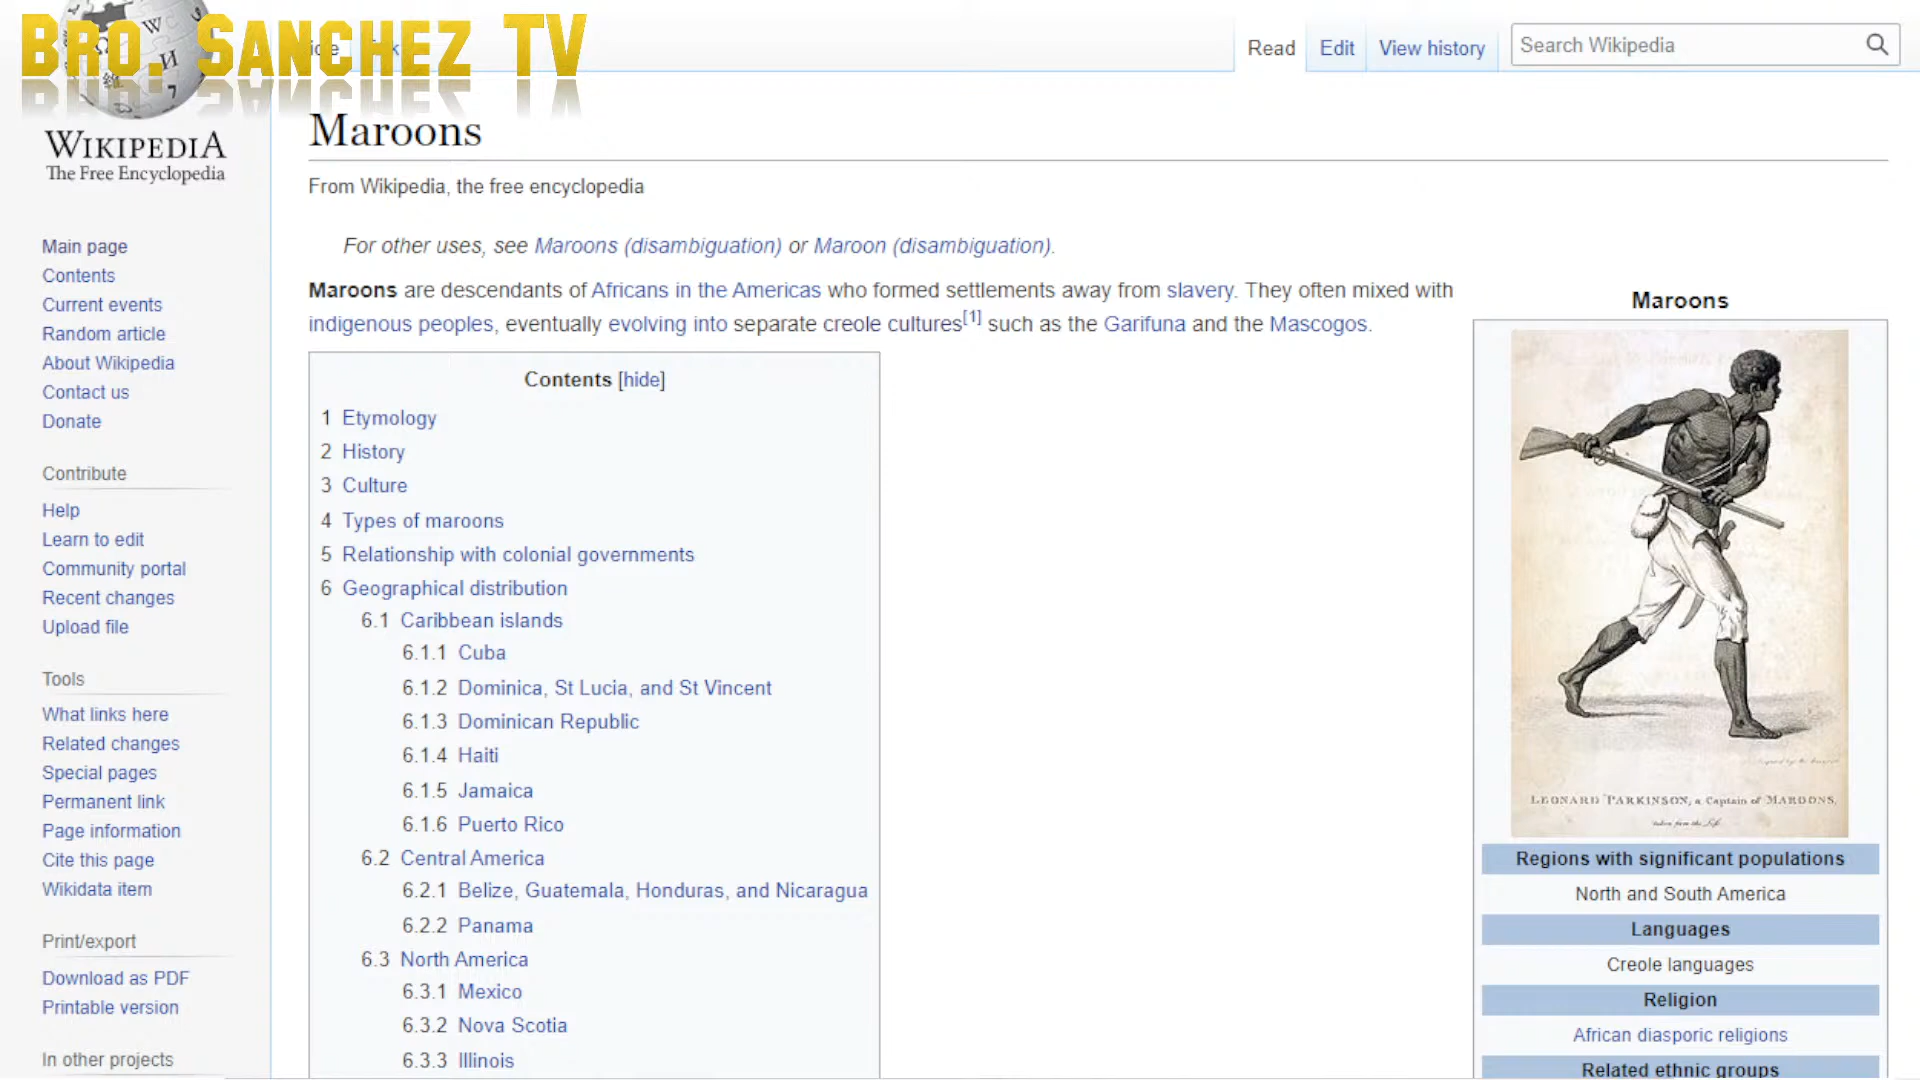 BRO. SANCHEZ TV
WIKIPEDIA
The Free Encyclopedia
Main page
Contents
Current events
Random article
About Wikipedia
Contact us
Donate
Contribute
Help
Learn to edit
Community portal
Recent changes
Upload file
Tools
What links here
Related changes
Special pages
Permanent link
Page information
Cite this page
Wikidata item
Print/export
Download as PDF
Printable version
In other projects
Read
Edit
View history
Search Wikipedia
Maroons
From Wikipedia, the free encyclopedia
For other uses, see Maroons (disambiguation) or Maroon (disambiguation).
Maroons are descendants of Africans in the Americas who formed settlements away from slavery. They often mixed with
indigenous peoples, eventually evolving into separate creole cultures[1] such as the Garifuna and the Mascogos.
Contents [hide]
1 Etymology
2 History
3 Culture
4 Types of maroons
5 Relationship with colonial governments
6 Geographical distribution
6.1 Caribbean islands
6.1.1 Cuba
6.1.2 Dominica, St Lucia, and St Vincent
6.1.3 Dominican Republic
6.1.4 Haiti
6.1.5 Jamaica
6.1.6 Puerto Rico
6.2 Central America
6.2.1 Belize, Guatemala, Honduras, and Nicaragua
6.2.2 Panama
6.3 North America
6.3.1 Mexico
6.3.2 Nova Scotia
6.3.3 Illinois
Maroons
LEONARD PARKINSON, a Captain of MAROONS,
taken from the Life
Regions with significant populations
North and South America
Languages
Creole languages
Religion
African diasporic religions
Related ethnic groups